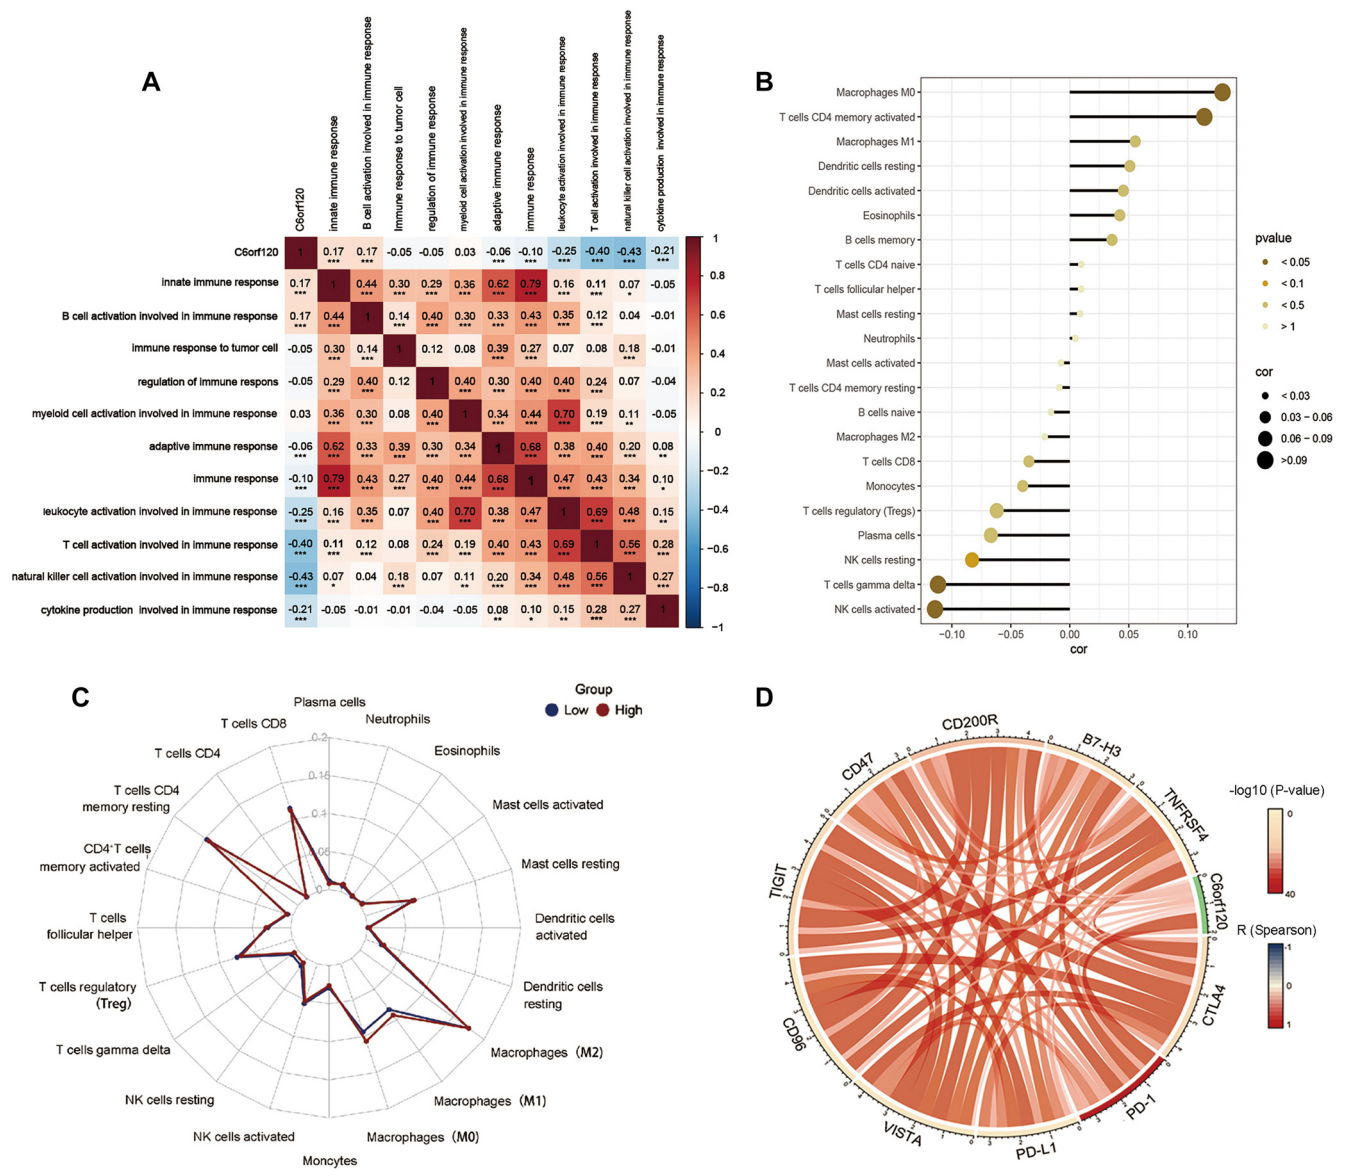 A
C6orf120
innate immune response
B cell activation involved in immune response
Immune response to tumor cell
regulation of immune response
myeloid cell activation involved in immune response
adaptive immune response
immune response
leukocyte activation involved in immune response
T cell activation involved in immune response
natural killer cell activation involved in immune response
cytokine production involved in immune response
C6orf120 1 0.17 0.17 -0.05 -0.05 0.03 -0.06 -0.10 -0.25 -0.40 -0.43 -0.21
*** *** *** *** *** *** *** ***
innate immune response 0.17 1 0.44 0.30 0.29 0.36 0.62 0.79 0.16 0.11 0.07 -0.05
*** *** *** *** *** *** *** *** *** *
B cell activation involved in immune response 0.17 0.44 1 0.14 0.40 0.30 0.33 0.43 0.35 0.12 0.04 -0.01
*** *** *** *** *** *** *** *** ***
immune response to tumor cell -0.05 0.30 0.14 1 0.12 0.08 0.39 0.27 0.07 0.08 0.18 -0.01
*** *** *** *** ***
regulation of immune respons -0.05 0.29 0.40 0.12 1 0.40 0.30 0.40 0.40 0.24 0.07 -0.04
*** *** *** *** *** *** ***
myeloid cell activation involved in immune response 0.03 0.36 0.30 0.08 0.40 1 0.34 0.44 0.70 0.19 0.11 -0.05
*** *** *** *** *** *** *** **
adaptive immune response -0.06 0.62 0.33 0.39 0.30 0.34 1 0.68 0.38 0.40 0.20 0.08
*** *** *** *** *** *** *** *** *** *** **
immune response -0.10 0.79 0.43 0.27 0.40 0.44 0.68 1 0.47 0.43 0.34 0.10
*** *** *** *** *** *** *** *** *** *** *
leukocyte activation involved in immune response -0.25 0.16 0.35 0.07 0.40 0.70 0.38 0.47 1 0.69 0.48 0.15
*** *** *** *** *** *** *** *** *** **
T cell activation involved in immune response -0.40 0.11 0.12 0.08 0.24 0.19 0.40 0.43 0.69 1 0.56 0.28
*** *** *** *** *** *** *** *** *** ***
natural killer cell activation involved in immune response -0.43 0.07 0.04 0.18 0.07 0.11 0.20 0.34 0.48 0.56 1 0.27
*** * *** ** *** *** *** *** ***
cytokine production involved in immune response -0.21 -0.05 -0.01 -0.01 -0.04 -0.05 0.08 0.10 0.15 0.28 0.27 1
*** ** * ** *** ***
1
0.8
0.6
0.4
0.2
0
−0.2
−0.4
−0.6
−0.8
−1
B
Macrophages M0
T cells CD4 memory activated
Macrophages M1
Dendritic cells resting
Dendritic cells activated
Eosinophils
B cells memory
T cells CD4 naive
T cells follicular helper
Mast cells resting
Neutrophils
Mast cells activated
T cells CD4 memory resting
B cells naive
Macrophages M2
T cells CD8
Monocytes
T cells regulatory (Tregs)
Plasma cells
NK cells resting
T cells gamma delta
NK cells activated
−0.10 −0.05 0.00 0.05 0.10
cor
pvalue
< 0.05
< 0.1
< 0.5
> 1
cor
< 0.03
0.03 - 0.06
0.06 - 0.09
>0.09
C
Group
Low High
Plasma cells
Neutrophils
Eosinophils
Mast cells activated
Mast cells resting
Dendritic cells
activated
Dendritic cells
resting
Macrophages (M2)
Macrophages (M1)
Macrophages (M0)
Moncytes
NK cells activated
NK cells resting
T cells gamma delta
T cells regulatory
(Treg)
T cells
follicular helper
CD4+T cells
memory activated
T cells CD4
memory resting
T cells CD4
T cells CD8
0.2
0.15
0.1
0.05
0
D
CD200R
B7-H3
TNFRSF4
C6orf120
CTLA4
PD-1
PD-L1
VISTA
CD96
TIGIT
CD47
-log10 (P-value)
0
40
R (Spearson)
-1
0
1